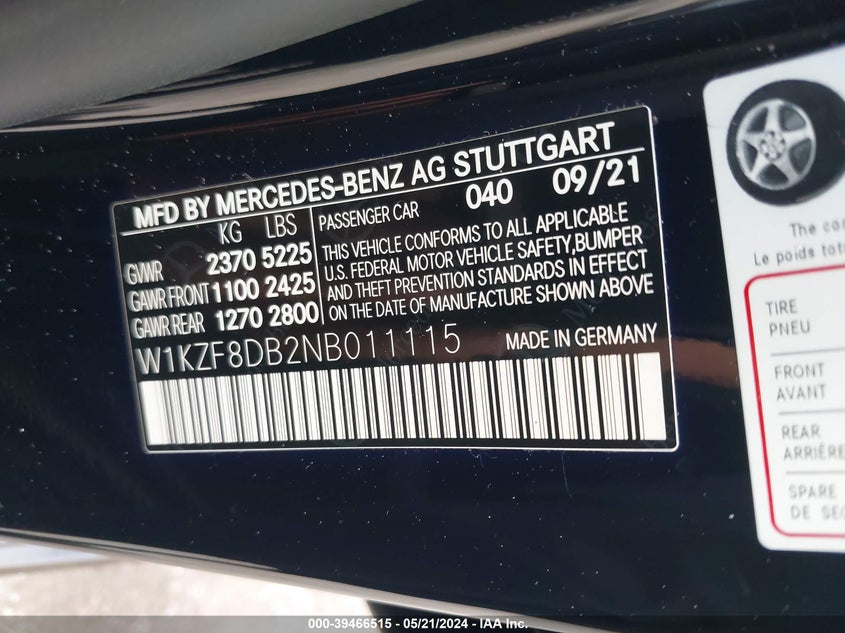 MFD BY MERCEDES-BENZ AG STUTTGART
KG LBS
GVWR 2370 5225
GAWR FRONT 1100 2425
GAWR REAR 1270 2800
PASSENGER CAR 040 09/21
THIS VEHICLE CONFORMS TO ALL APPLICABLE
U.S. FEDERAL MOTOR VEHICLE SAFETY,BUMPER
AND THEFT PREVENTION STANDARDS IN EFFECT
ON THE DATE OF MANUFACTURE SHOWN ABOVE
W1KZF8DB2NB011115
MADE IN GERMANY
The
Le poids
TIRE
PNEU
FRONT
AVANT
REAR
ARRIÈRE
SPARE
DE
000-39466515 - 05/21/2024 - IAA Inc.